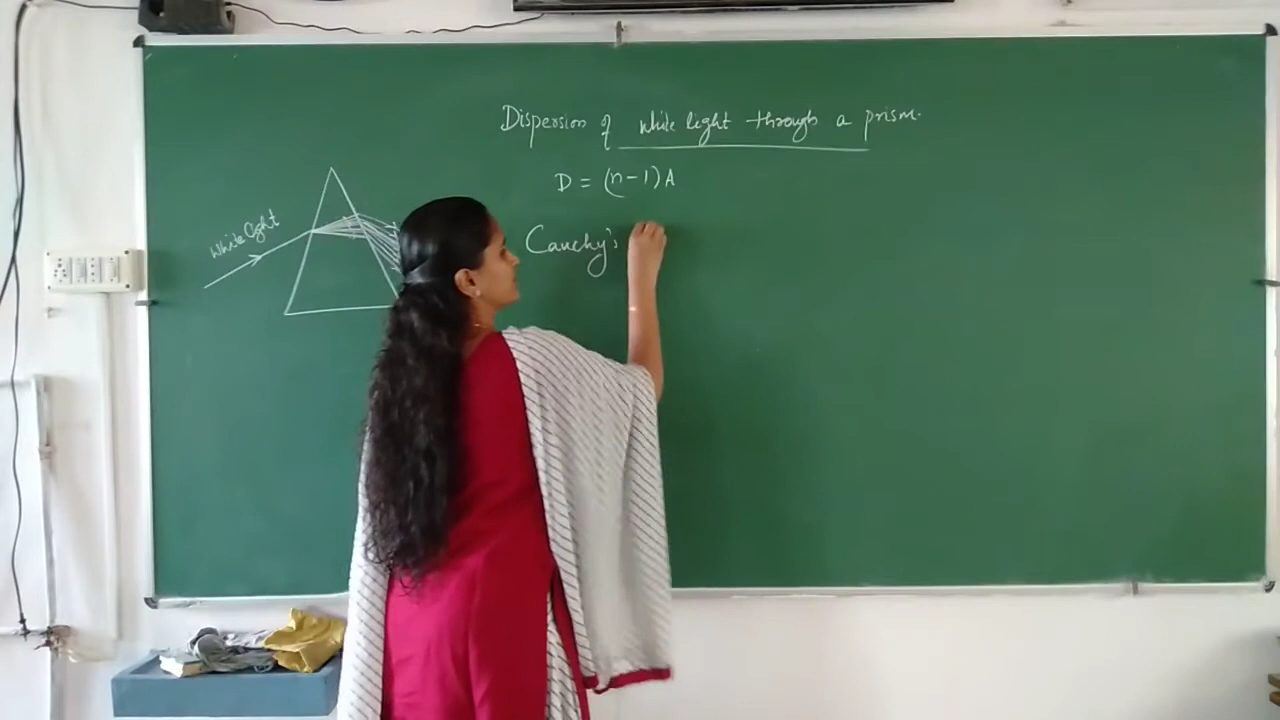 Dispersion of white light through a prism.
D = (n-1) A
White light
Cauchy's